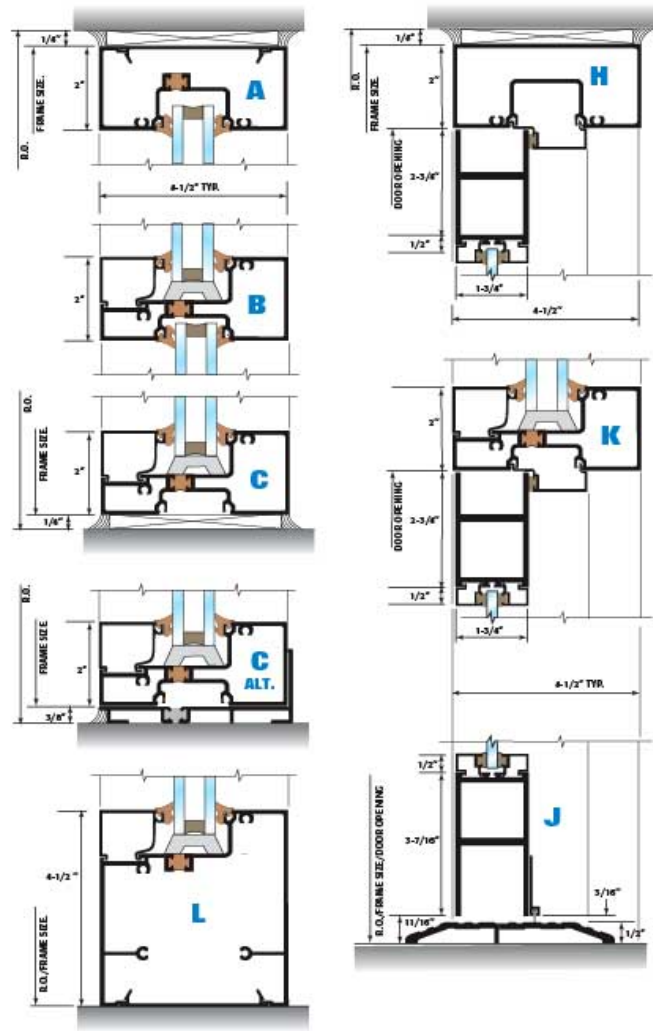 1/4"
R.O.
FRAME SIZE.
2"
A
4-1/2" TYP.
2"
B
R.O.
FRAME SIZE.
2"
C
1/4"
R.O.
FRAME SIZE
2"
C
ALT.
3/8"
4-1/2"
L
R.O./FRAME SIZE.
1/4"
R.O.
FRAME SIZE
2"
H
DOOR OPENING
2-3/4"
1/2"
1-3/4"
4-1/2"
2"
K
DOOR OPENING
2-3/4"
1/2"
1-3/4"
4-1/2" TYP.
1/2"
J
3-7/16"
R.O./FRAME SIZE/DOOR OPENING
3/16"
11/16"
1/2"